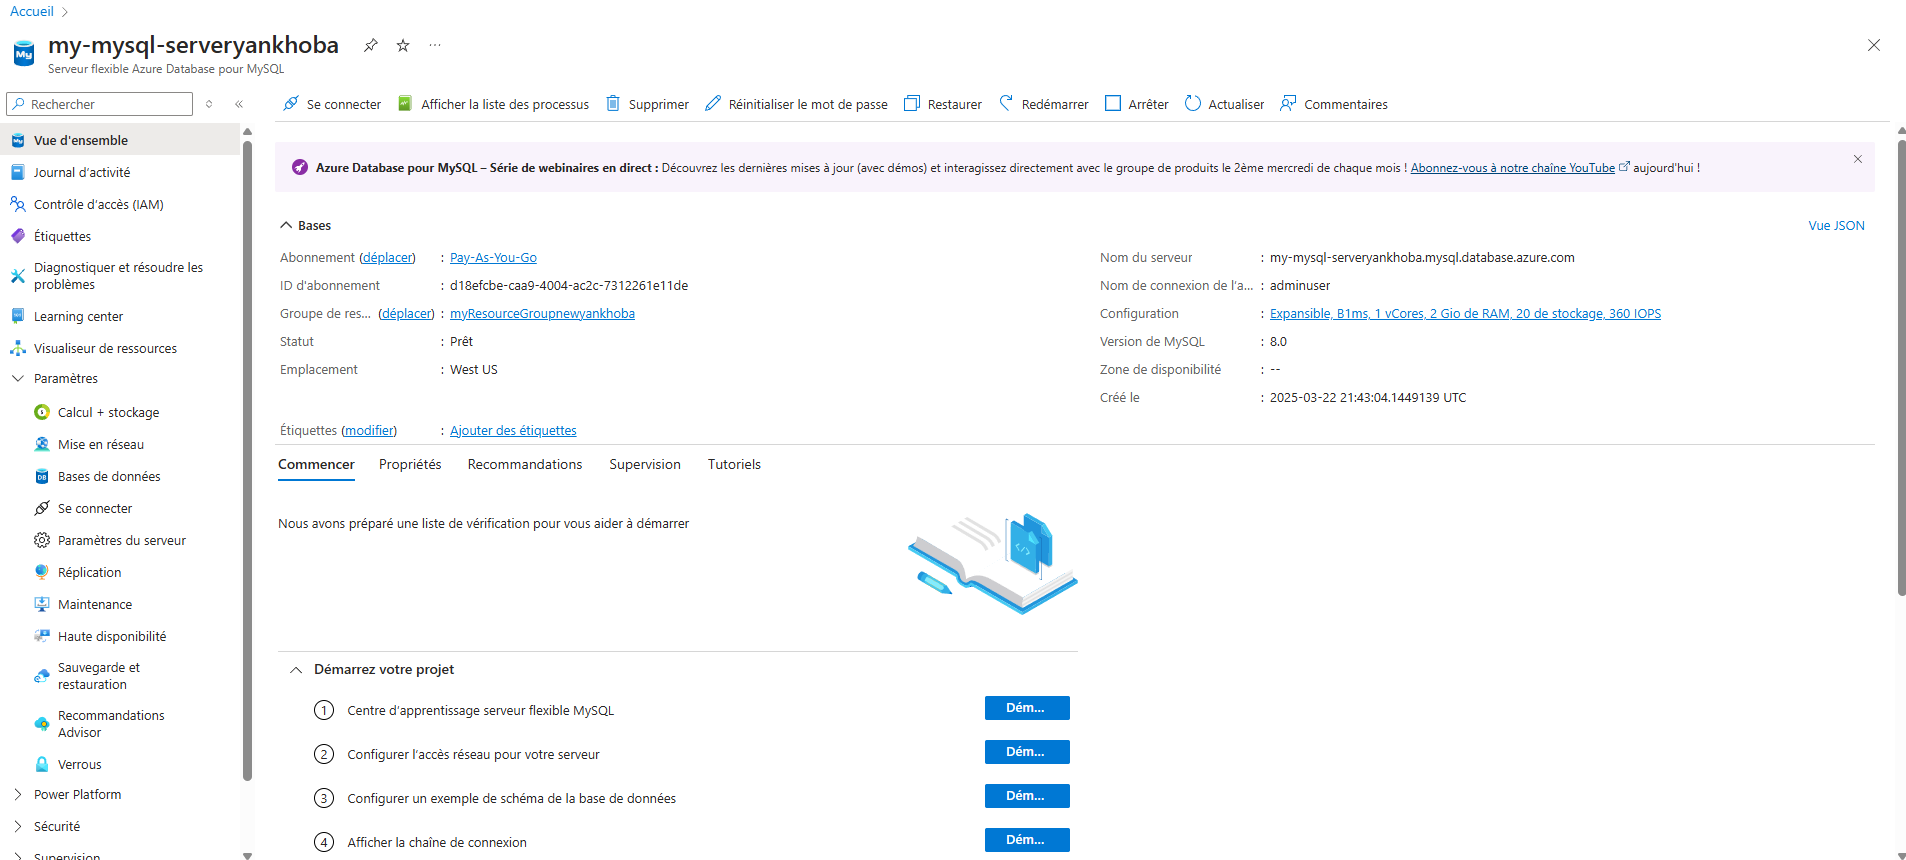 Accueil
my-mysql-serveryankhoba
Serveur flexible Azure Database pour MySQL
Rechercher
Se connecter
Afficher la liste des processus
Supprimer
Réinitialiser le mot de passe
Restaurer
Redémarrer
Arrêter
Actualiser
Commentaires
Vue d'ensemble
Journal d'activité
Contrôle d'accès (IAM)
Étiquettes
Diagnostiquer et résoudre les
problèmes
Learning center
Visualiseur de ressources
Paramètres
Calcul + stockage
Mise en réseau
Bases de données
Se connecter
Paramètres du serveur
Réplication
Maintenance
Haute disponibilité
Sauvegarde et
restauration
Recommandations
Advisor
Verrous
Power Platform
Sécurité
Supervision
Azure Database pour MySQL – Série de webinaires en direct : Découvrez les dernières mises à jour (avec démos) et interagissez directement avec le groupe de produits le 2ème mercredi de chaque mois ! Abonnez-vous à notre chaîne YouTube aujourd'hui !
Bases
Vue JSON
Abonnement (déplacer) : Pay-As-You-Go
ID d'abonnement : d18efcbe-caa9-4004-ac2c-7312261e11de
Groupe de res... (déplacer) : myResourceGroupnewyankhoba
Statut : Prêt
Emplacement : West US
Nom du serveur : my-mysql-serveryankhoba.mysql.database.azure.com
Nom de connexion de l'a... : adminuser
Configuration : Expansible, B1ms, 1 vCores, 2 Gio de RAM, 20 de stockage, 360 IOPS
Version de MySQL : 8.0
Zone de disponibilité : --
Créé le : 2025-03-22 21:43:04.1449139 UTC
Étiquettes (modifier) : Ajouter des étiquettes
Commencer
Propriétés
Recommandations
Supervision
Tutoriels
Nous avons préparé une liste de vérification pour vous aider à démarrer
Démarrez votre projet
1 Centre d'apprentissage serveur flexible MySQL
Dém...
2 Configurer l'accès réseau pour votre serveur
Dém...
3 Configurer un exemple de schéma de la base de données
Dém...
4 Afficher la chaîne de connexion
Dém...